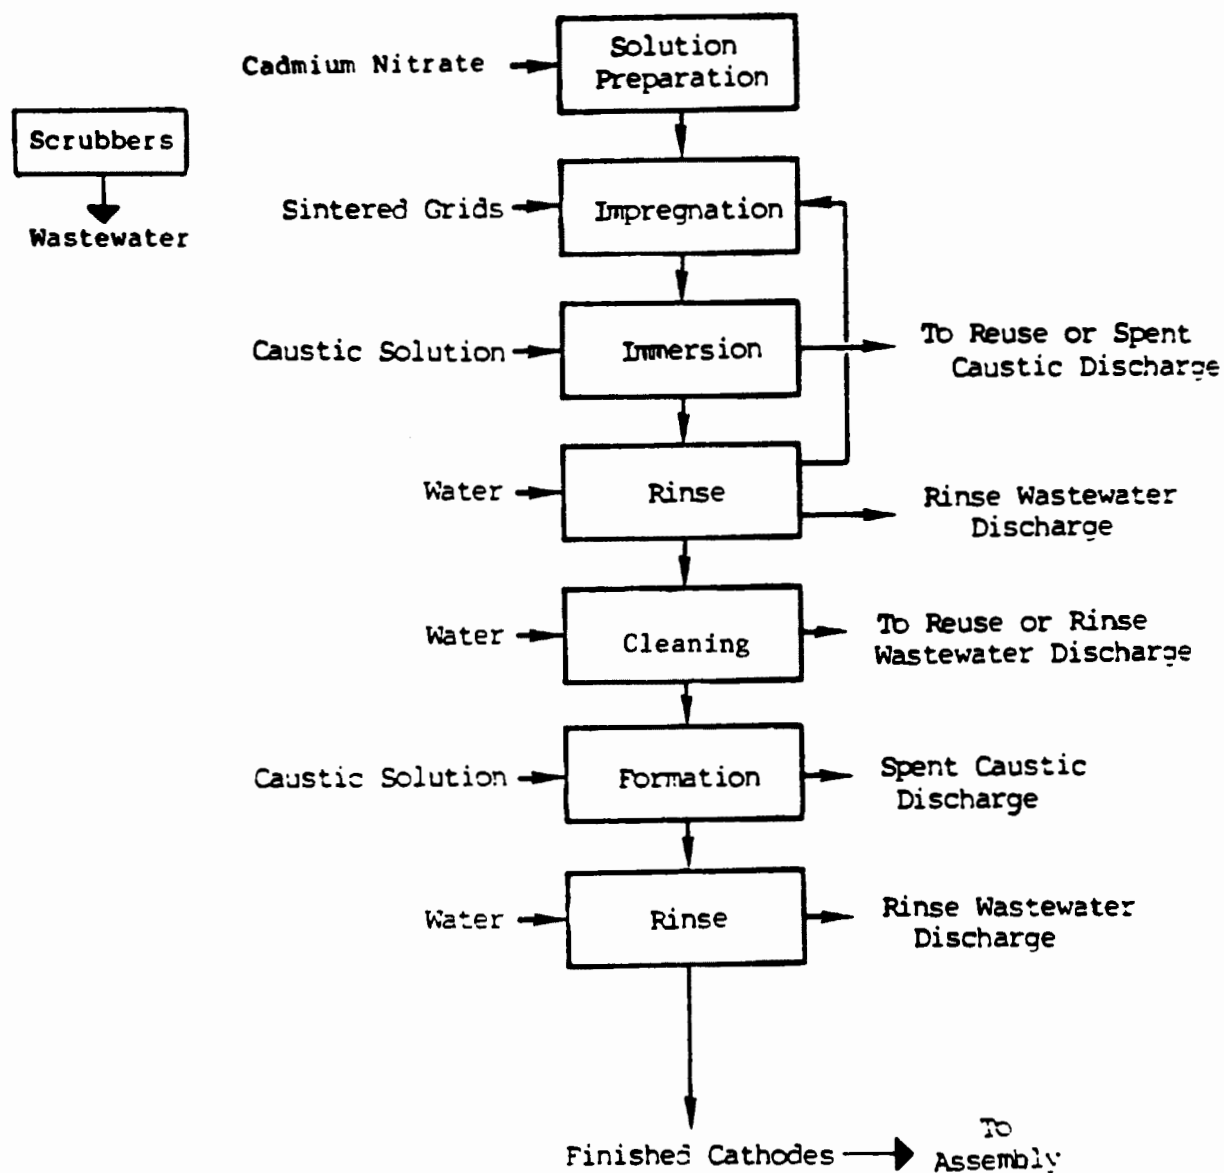 Solution
Preparation
Cadmium Nitrate
Scrubbers
Wastewater
Sintered Grids
Impregnation
Caustic Solution
Immersion
To Reuse or Spent
Caustic Discharge
Water
Rinse
Rinse Wastewater
Discharge
Water
Cleaning
To Reuse or Rinse
Wastewater Discharge
Caustic Solution
Formation
Spent Caustic
Discharge
Water
Rinse
Rinse Wastewater
Discharge
Finished Cathodes
To
Assembly